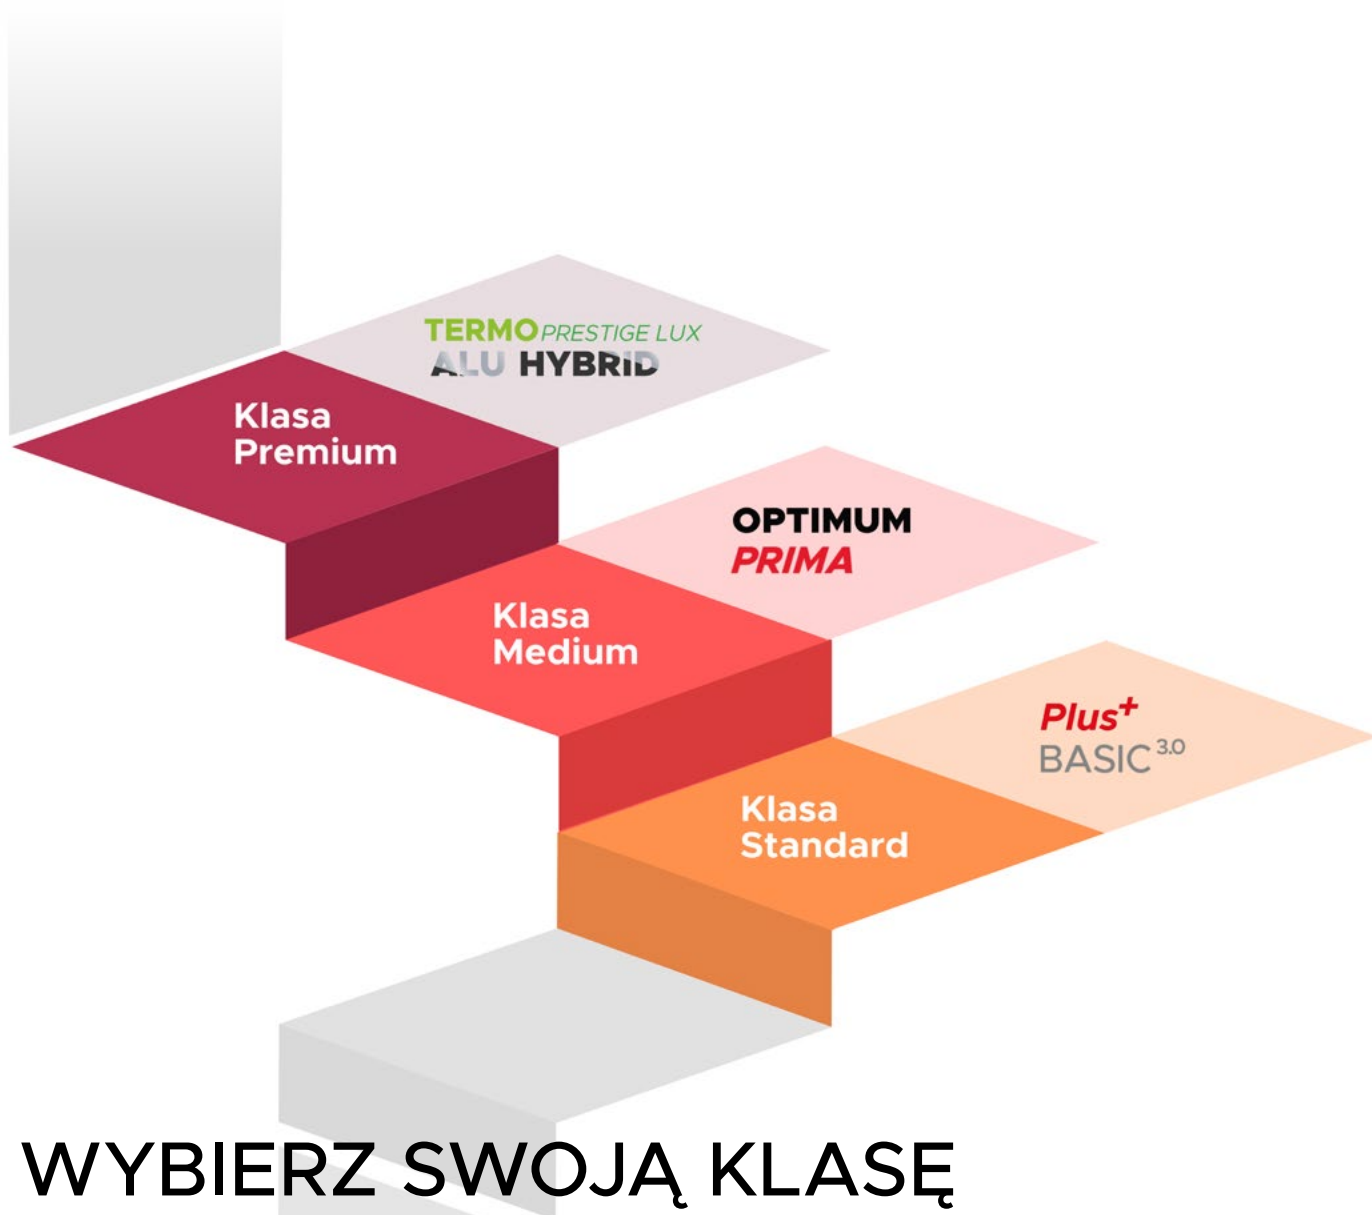 TERMO PRESTIGE LUX
ALU HYBRID
Klasa
Premium
OPTIMUM
PRIMA
Klasa
Medium
Plus+
BASIC 3.0
Klasa
Standard
WYBIERZ SWOJĄ KLASĘ